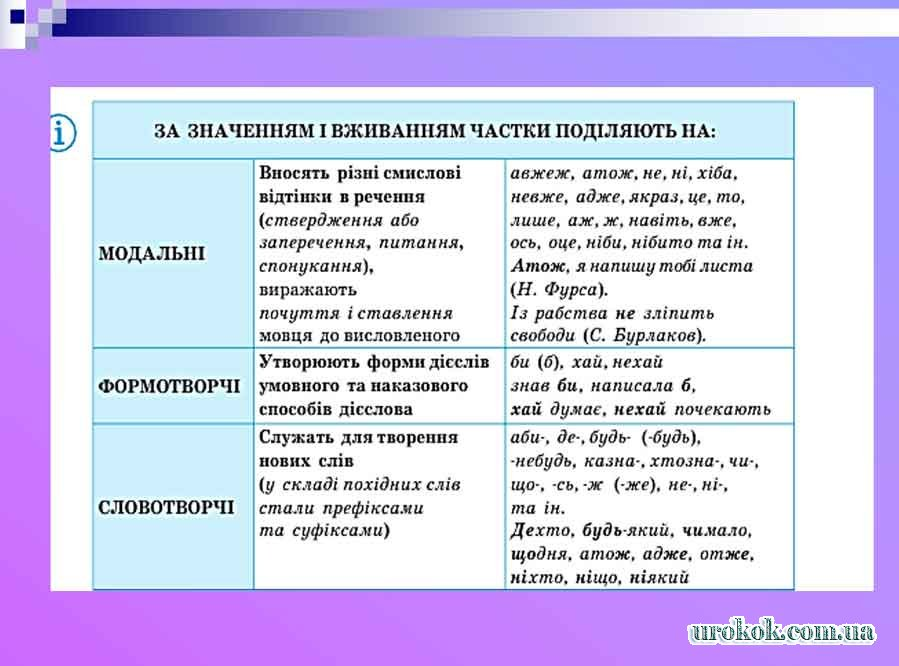 i
ЗА ЗНАЧЕННЯМ І ВЖИВАННЯМ ЧАСТКИ ПОДІЛЯЮТЬ НА:
МОДАЛЬНІ
Вносять різні смислові
відтінки в речення
(ствердження або
заперечення, питання,
спонукання),
виражають
почуття і ставлення
мовця до висловленого
авжеж, атож, не, ні, хіба,
невже, адже, якраз, це, то,
лише, аж, ж, навіть, вже,
ось, оце, ніби, нібито та ін.
Атож, я напишу тобі листа
(Н. Фурса).
Із рабства не зліпить
свободи (С. Бурлаков).
ФОРМОТВОРЧІ
Утворюють форми дієслів
умовного та наказового
способів дієслова
би (б), хай, нехай
знав би, написала б,
хай думає, нехай почекають
СЛОВОТВОРЧІ
Служать для творення
нових слів
(у складі похідних слів
стали префіксами
та суфіксами)
аби-, де-, будь- (-будь),
-небудь, казна-, хтозна-, чи-,
що-, -сь, -ж (-же), не-, ні-,
та ін.
Дехто, будь-який, чимало,
щодня, атож, адже, отже,
ніхто, ніщо, ніякий
urokok.com.ua